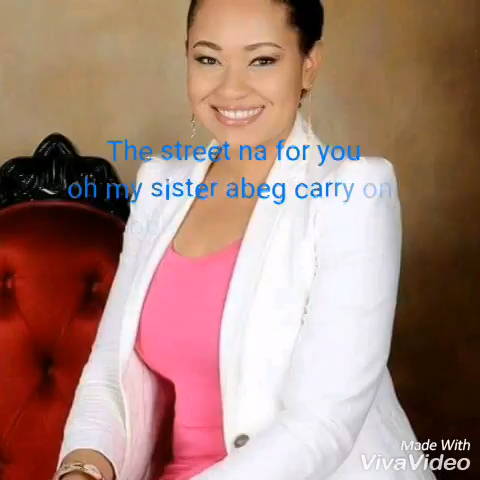 The street na for you
oh my sister abeg carry on
Made With
VivaVideo